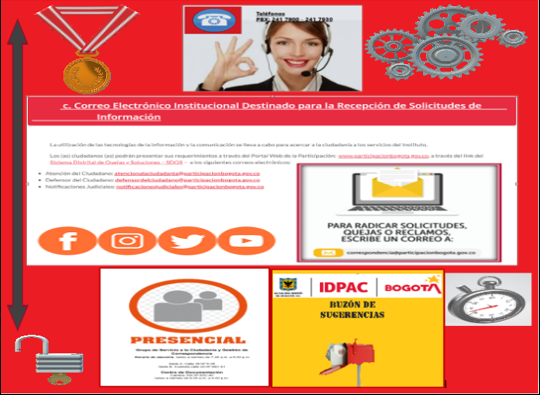 Teléfonos
PBX: 241 7900 - 241 7930
c. Correo Electrónico Institucional Destinado para la Recepción de Solicitudes de
Información
La utilización de las tecnologías de la información y la comunicación se lleva a cabo para acercar a la ciudadanía a los servicios del Instituto.
Los (as) ciudadanos (as) podrán presentar sus requerimientos a través del Portal Web de la Participación: www.participacionbogota.gov.co, a través del link del
Sistema Distrital de Quejas y Soluciones – SDQS – a los siguientes correos electrónicos:
Atención del Ciudadano: atencionalaciudadania@participacionbogota.gov.co
Defensor del Ciudadano: defensordelciudadano@participacionbogota.gov.co
Notificaciones Judiciales: notificacionesjudiciales@participacionbogota.gov.co
PARA RADICAR SOLICITUDES,
QUEJAS O RECLAMOS,
ESCRIBE UN CORREO A:
correspondencia@participacionbogota.gov.co
PRESENCIAL
Grupo de Servicio a la Ciudadanía y Gestión de
Correspondencia
IDPAC
BOGOTÁ
BUZÓN DE
SUGERENCIAS